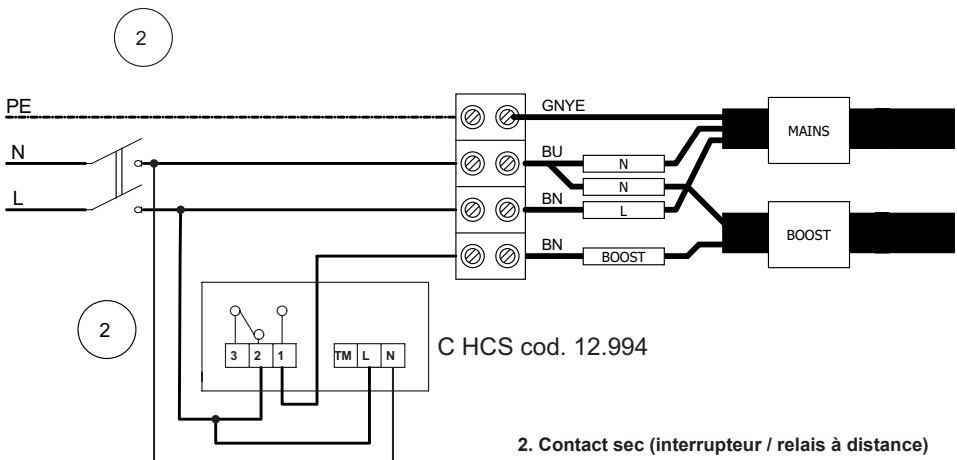 2
PE
GNYE
MAINS
N
BU
N
N
L
BN
L
BOOST
BN
BOOST
2
3 2 1
TM L N
C HCS cod. 12.994
2. Contact sec (interrupteur / relais à distance)